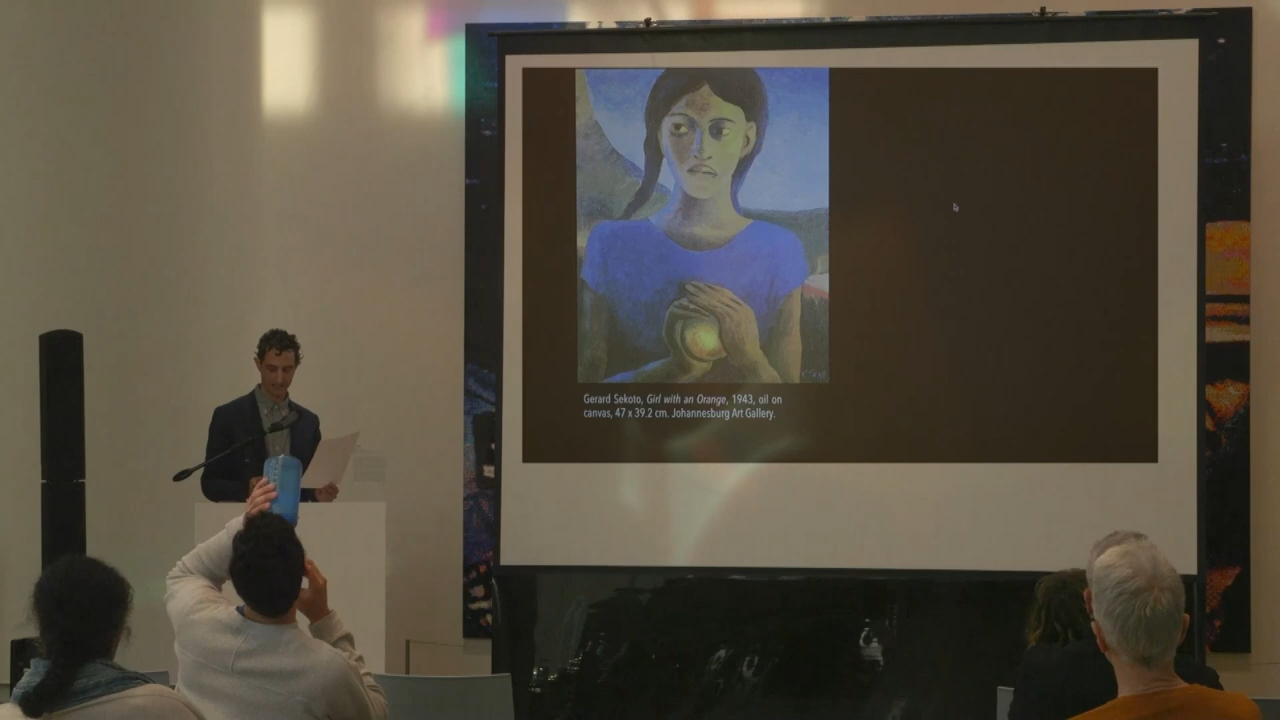 Gerard Sekoto, Girl with an Orange, 1943, oil on
canvas, 47 x 39.2 cm. Johannesburg Art Gallery.